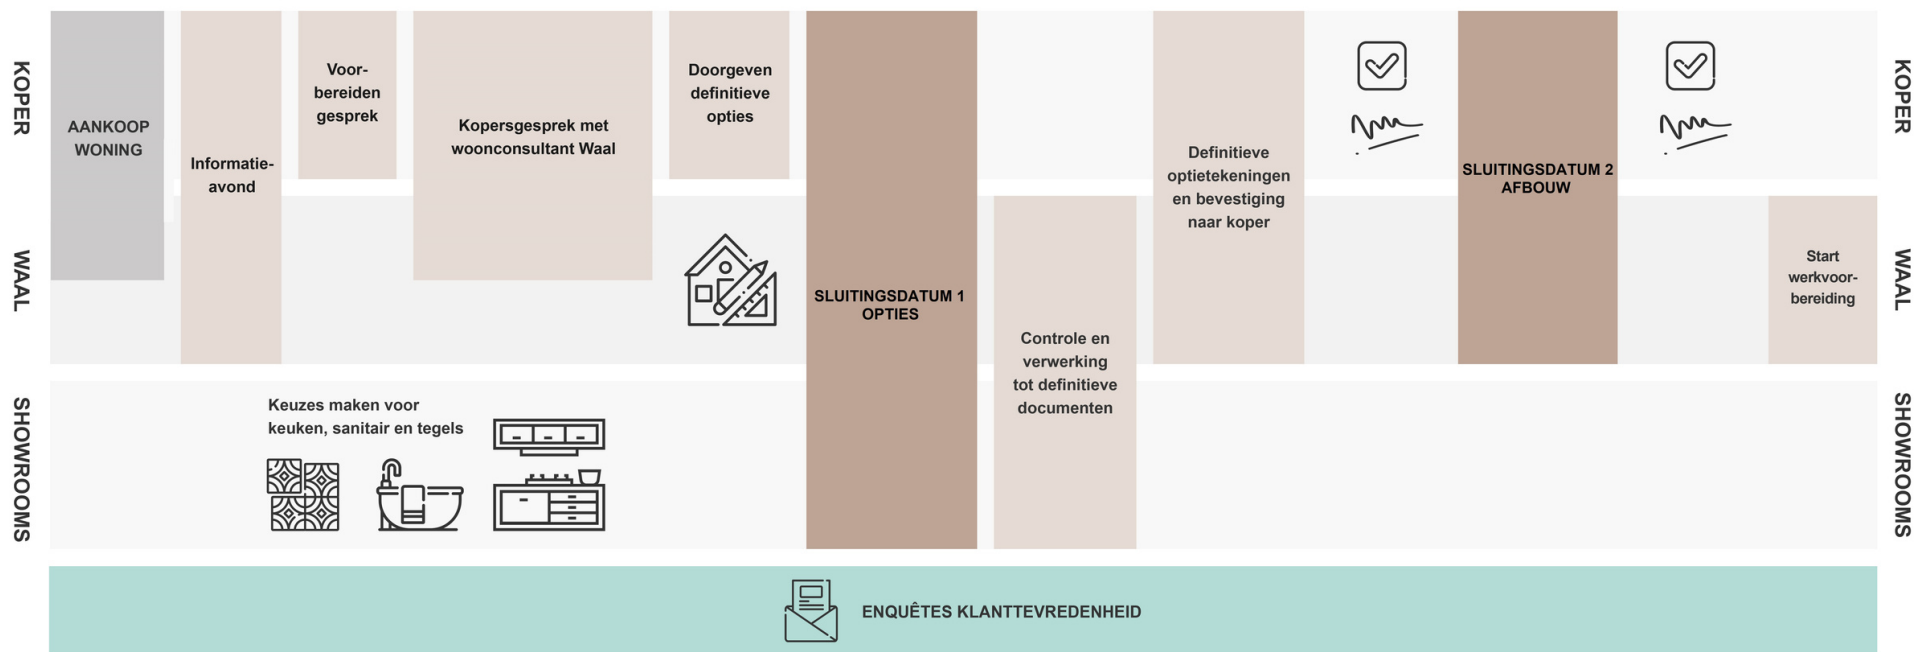 KOPER
WAAL
SHOWROOMS
AANKOOP
WONING
Informatie-
avond
Voor-
bereiden
gesprek
Kopersgesprek met
woonconsultant Waal
Doorgeven
definitieve
opties
SLUITINGSDATUM 1
OPTIES
Controle en
verwerking
tot definitieve
documenten
Definitieve
optietekeningen
en bevestiging
naar koper
SLUITINGSDATUM 2
AFBOUW
Start
werkvoor-
bereiding
Keuzes maken voor
keuken, sanitair en tegels
KOPER
WAAL
SHOWROOMS
ENQUÊTES KLANTTEVREDENHEID